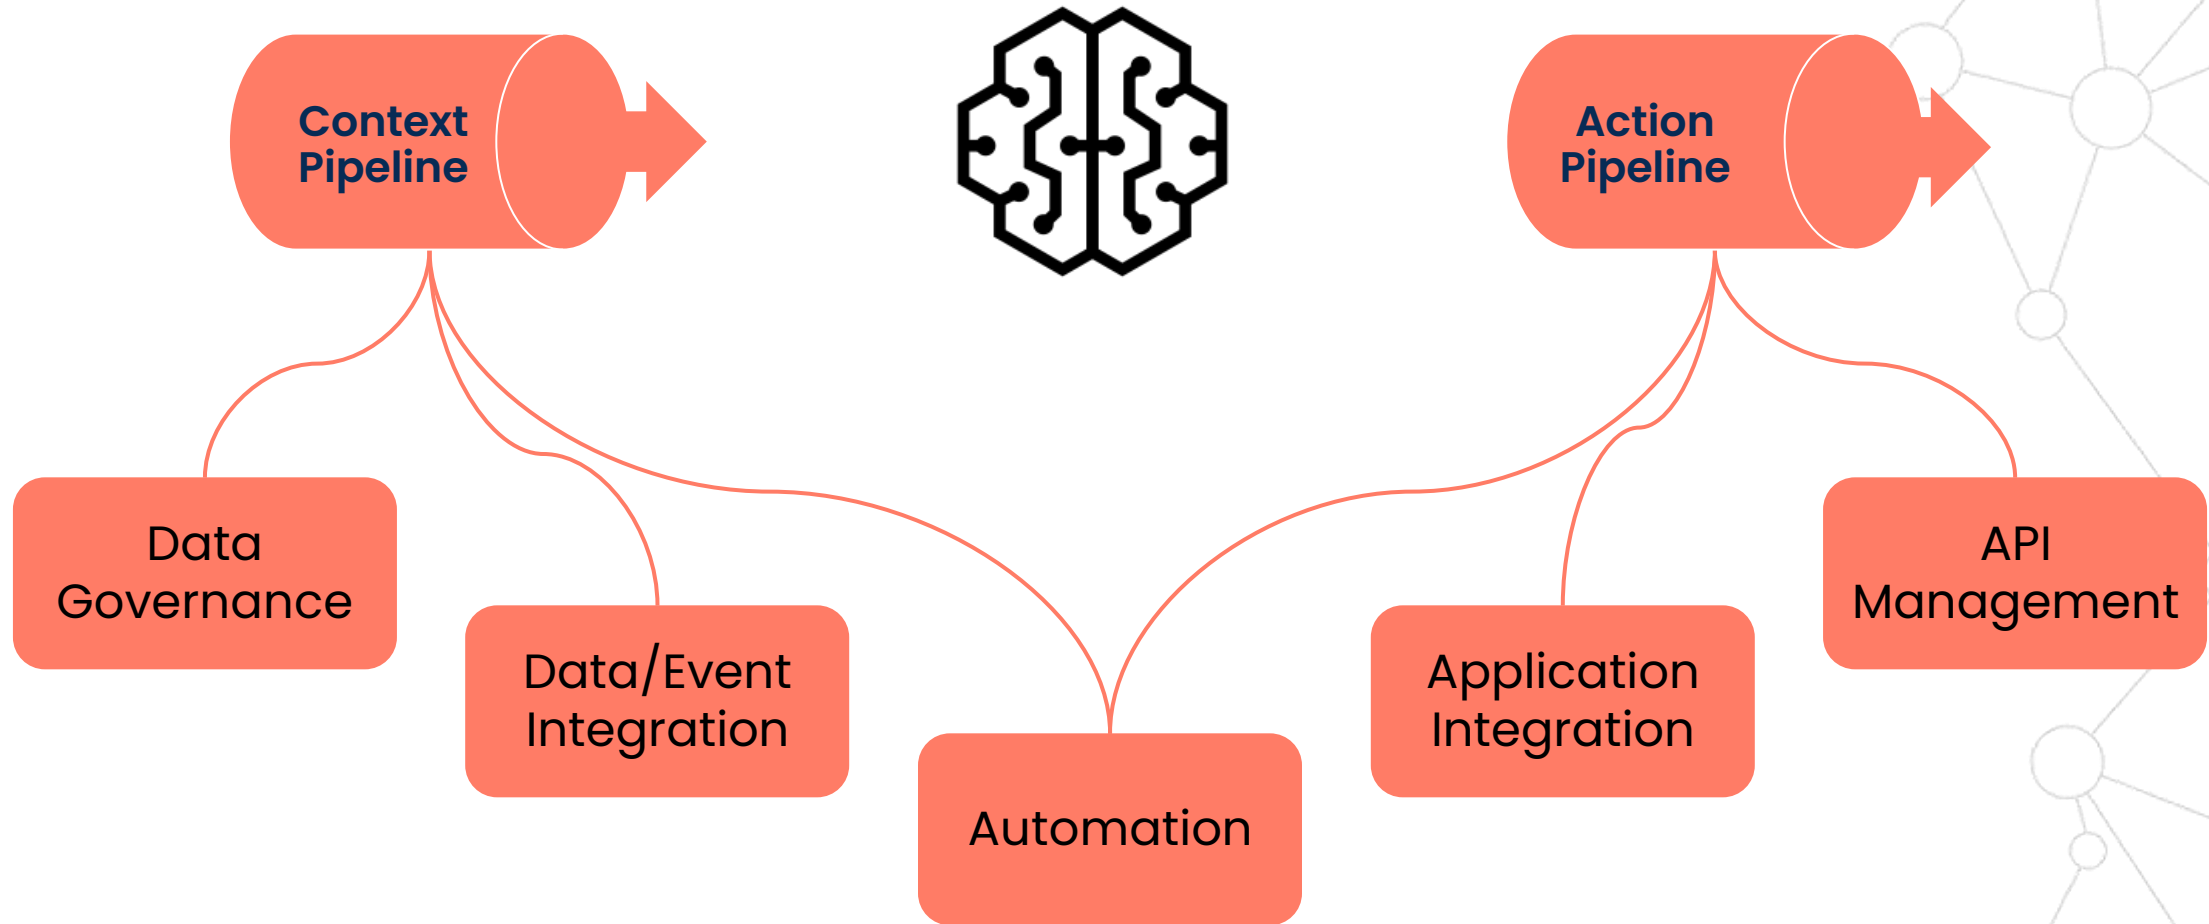 Context
Pipeline
Action
Pipeline
Data
Governance
Data/Event
Integration
Automation
Application
Integration
API
Management